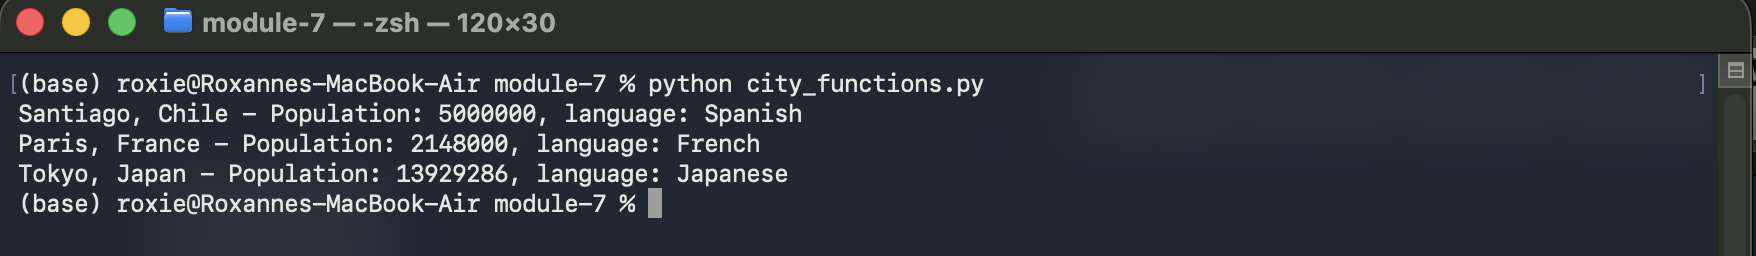 module-7 — -zsh — 120×30
[(base) roxie@Roxannes-MacBook-Air module-7 % python city_functions.py ]
Santiago, Chile - Population: 5000000, language: Spanish
Paris, France - Population: 2148000, language: French
Tokyo, Japan - Population: 13929286, language: Japanese
(base) roxie@Roxannes-MacBook-Air module-7 %